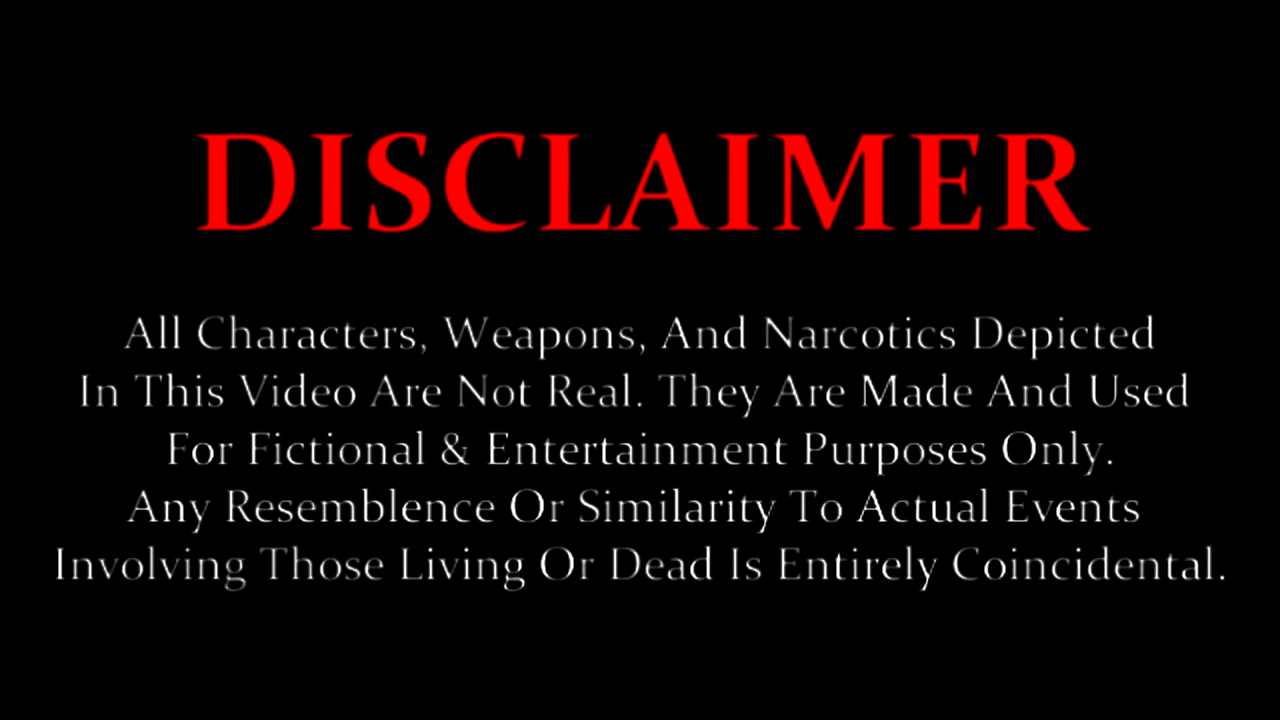 DISCLAIMER
All Characters, Weapons, And Narcotics Depicted
In This Video Are Not Real. They Are Made And Used
For Fictional & Entertainment Purposes Only.
Any Resemblence Or Similarity To Actual Events
Involving Those Living Or Dead Is Entirely Coincidental.